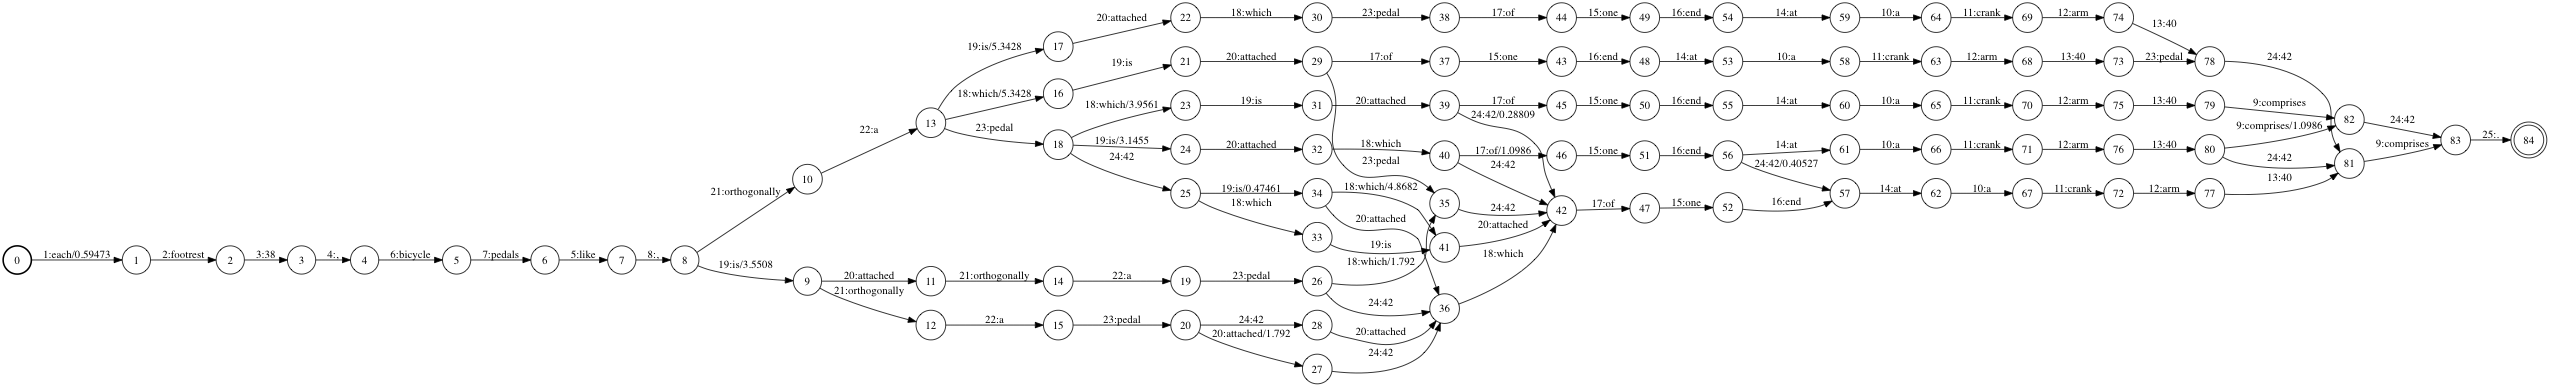 20:attached 22 18:which 30 23:pedal 38 17:of 44 15:one 49 16:end 54 14:at 59 10:a 64 11:crank 69 12:arm 74
13:40
19:is/5.3428 17
19:is 21 20:attached 29 17:of 37 15:one 43 16:end 48 14:at 53 10:a 58 11:crank 63 12:arm 68 13:40 73 23:pedal 78 24:42
18:which/5.3428 16
18:which/3.9561 23 19:is 31 20:attached 39 17:of 45 15:one 50 16:end 55 14:at 60 10:a 65 11:crank 70 12:arm 75 13:40 79 9:comprises
24:42/0.28809
22:a 13 23:pedal 82 24:42
9:comprises/1.0986
18 19:is/3.1455 24 20:attached 32 18:which 40 17:of/1.0986 46 15:one 51 16:end 56 14:at 61 10:a 66 11:crank 71 12:arm 76 13:40 80 83 25:. 84
24:42 23:pedal 24:42 24:42/0.40527 24:42 81 9:comprises
21:orthogonally 10 25 19:is/0.47461 34 18:which/4.8682 57 14:at 62 10:a 67 11:crank 72 12:arm 77 13:40
18:which 20:attached 35 24:42 42 17:of 47 15:one 52 16:end
33 19:is 41 20:attached
0 1:each/0.59473 1 2:footrest 2 3:38 3 4:, 4 6:bicycle 5 7:pedals 6 5:like 7 8:, 8
19:is/3.5508 9 20:attached 11 21:orthogonally 14 22:a 19 23:pedal 26 18:which/1.792 18:which
21:orthogonally 24:42 36
12 22:a 15 23:pedal 20 24:42 28 20:attached
20:attached/1.792 27 24:42